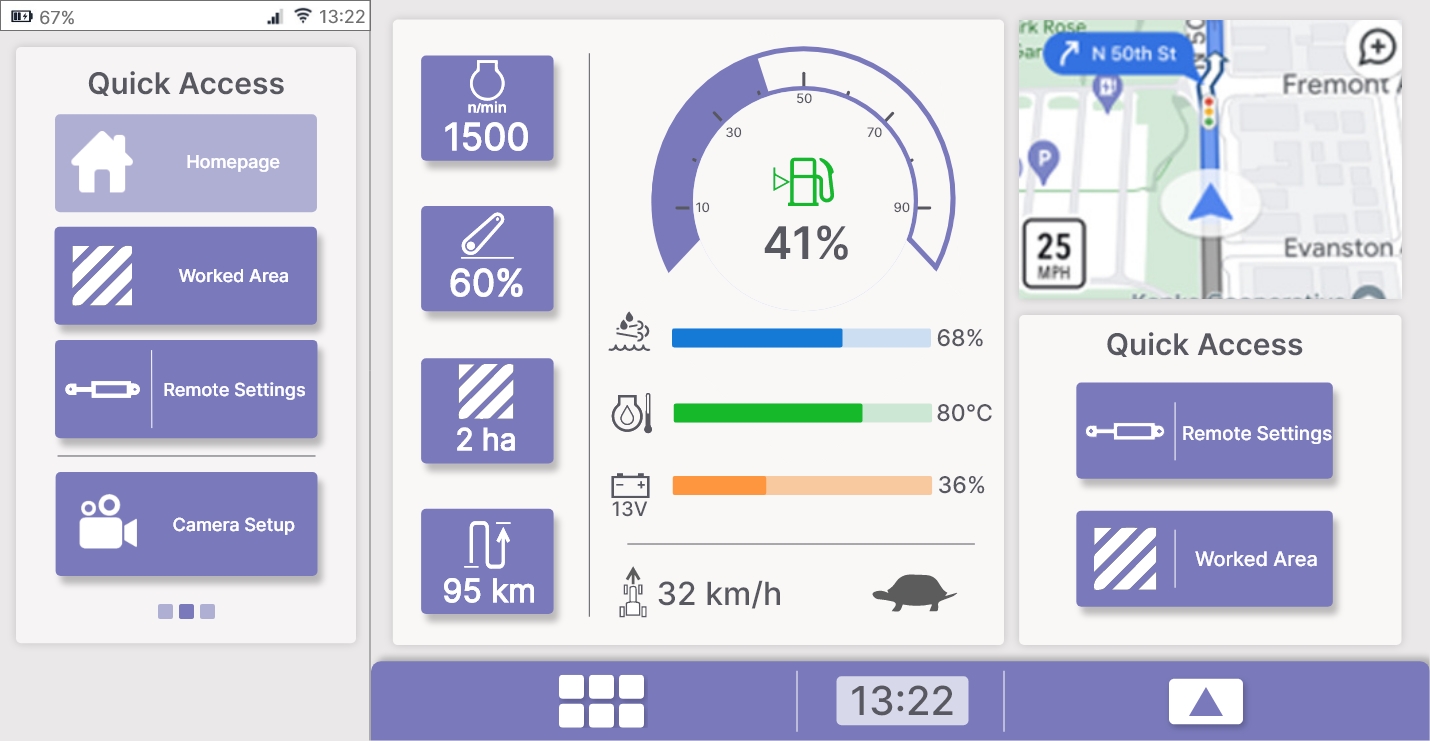 67%
13:22
Quick Access
Homepage
Worked Area
Remote Settings
Camera Setup
n/min
1500
60%
2 ha
95 km
10
30
50
70
90
41%
68%
80°C
13V
36%
32 km/h
rk Rose
Gar
N 50th St
Fremont A
P
25
MPH
Evanston A
Quick Access
Remote Settings
Worked Area
13:22